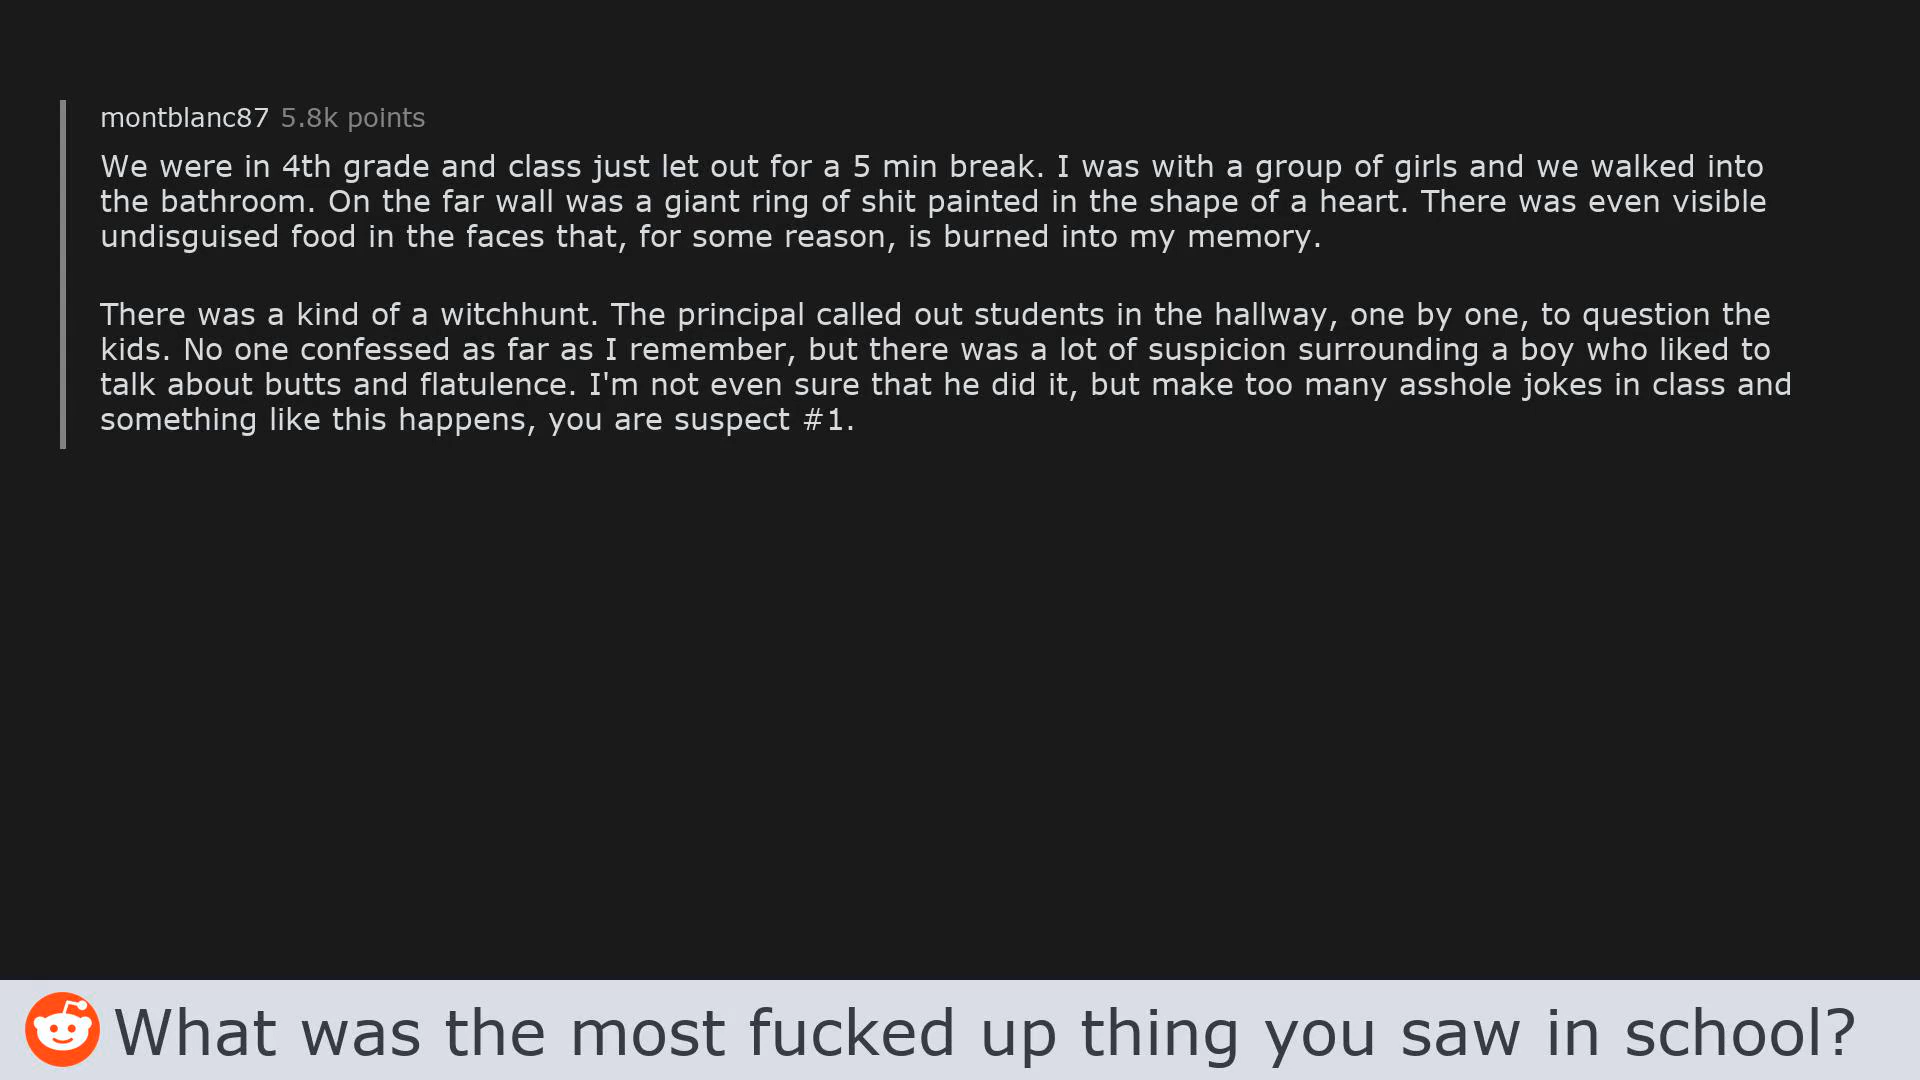 montblanc87 5.8k points
We were in 4th grade and class just let out for a 5 min break. I was with a group of girls and we walked into
the bathroom. On the far wall was a giant ring of shit painted in the shape of a heart. There was even visible
undisguised food in the faces that, for some reason, is burned into my memory.
There was a kind of a witchhunt. The principal called out students in the hallway, one by one, to question the
kids. No one confessed as far as I remember, but there was a lot of suspicion surrounding a boy who liked to
talk about butts and flatulence. I'm not even sure that he did it, but make too many asshole jokes in class and
something like this happens, you are suspect #1.
What was the most fucked up thing you saw in school?